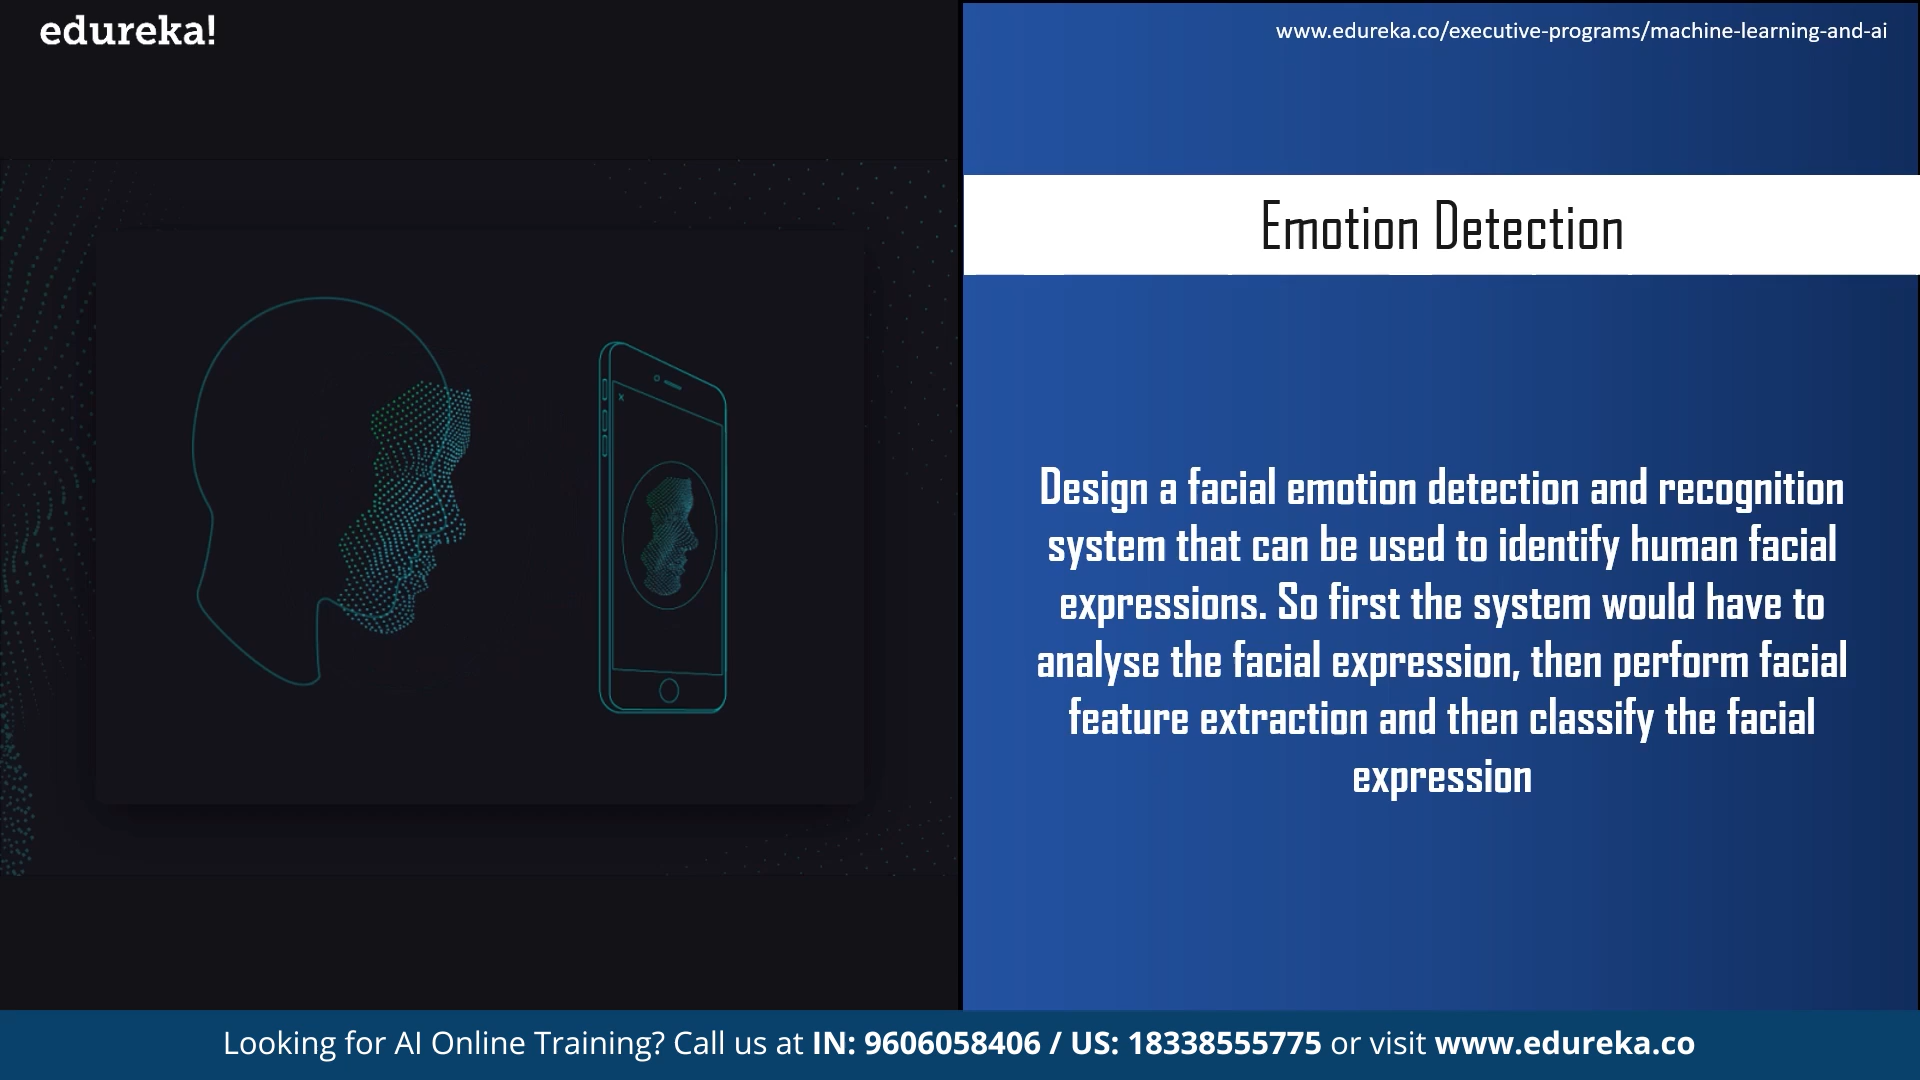 edureka!
www.edureka.co/executive-programs/machine-learning-and-ai
Emotion Detection
Design a facial emotion detection and recognition
system that can be used to identify human facial
expressions. So first the system would have to
analyse the facial expression, then perform facial
feature extraction and then classify the facial
expression
Looking for AI Online Training? Call us at IN: 9606058406 / US: 18338555775 or visit www.edureka.co